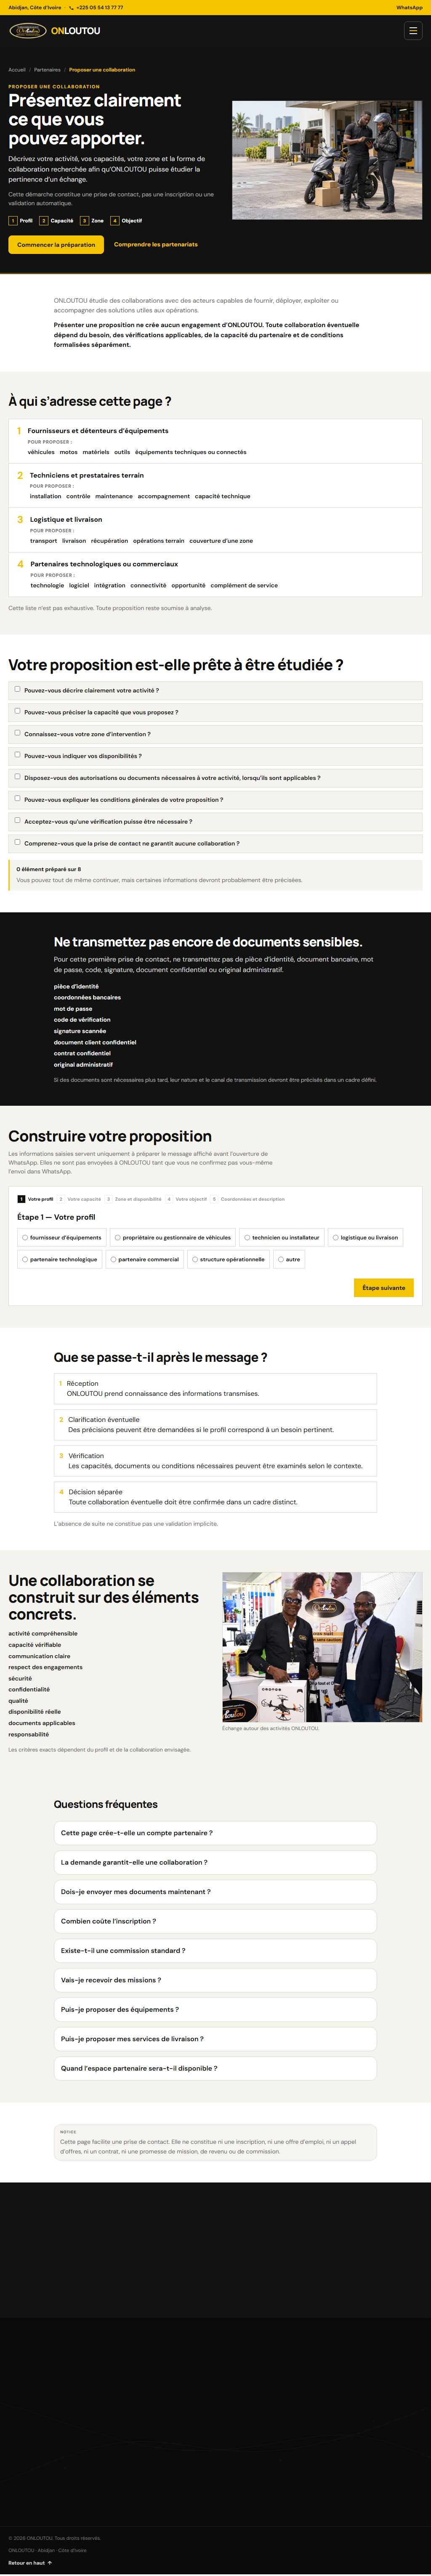 Abidjan, Côte d'Ivoire · +225 05 54 13 77 77 WhatsApp
ONLOUTOU
Accueil / Partenaires / Proposer une collaboration
PROPOSER UNE COLLABORATION
Présentez clairement
ce que vous
pouvez apporter.
Décrivez votre activité, vos capacités, votre zone et la forme de
collaboration recherchée afin qu'ONLOUTOU puisse étudier la
pertinence d'un échange.
Cette démarche constitue une prise de contact, pas une inscription ou une
validation automatique.
1 Profil 2 Capacité 3 Zone 4 Objectif
Commencer la préparation Comprendre les partenariats
ONLOUTOU étudie des collaborations avec des acteurs capables de fournir, déployer, exploiter ou
accompagner des solutions utiles aux opérations.
Présenter une proposition ne crée aucun engagement d'ONLOUTOU. Toute collaboration éventuelle
dépend du besoin, des vérifications applicables, de la capacité du partenaire et de conditions
formalisées séparément.
À qui s'adresse cette page ?
1 Fournisseurs et détenteurs d'équipements
POUR PROPOSER :
véhicules motos matériels outils équipements techniques ou connectés
2 Techniciens et prestataires terrain
POUR PROPOSER :
installation contrôle maintenance accompagnement capacité technique
3 Logistique et livraison
POUR PROPOSER :
transport livraison récupération opérations terrain couverture d'une zone
4 Partenaires technologiques ou commerciaux
POUR PROPOSER :
technologie logiciel intégration connectivité opportunité complément de service
Cette liste n'est pas exhaustive. Toute proposition reste soumise à analyse.
Votre proposition est-elle prête à être étudiée ?
Pouvez-vous décrire clairement votre activité ?
Pouvez-vous préciser la capacité que vous proposez ?
Connaissez-vous votre zone d'intervention ?
Pouvez-vous indiquer vos disponibilités ?
Disposez-vous des autorisations ou documents nécessaires à votre activité, lorsqu'ils sont applicables ?
Pouvez-vous expliquer les conditions générales de votre proposition ?
Acceptez-vous qu'une vérification puisse être nécessaire ?
Comprenez-vous que la prise de contact ne garantit aucune collaboration ?
0 élément préparé sur 8
Vous pouvez tout de même continuer, mais certaines informations devront probablement être précisées.
Ne transmettez pas encore de documents sensibles.
Pour cette première prise de contact, ne transmettez pas de pièce d'identité, document bancaire, mot
de passe, code, signature, document confidentiel ou original administratif.
pièce d'identité
coordonnées bancaires
mot de passe
code de vérification
signature scannée
document client confidentiel
contrat confidentiel
original administratif
Si des documents sont nécessaires plus tard, leur nature et le canal de transmission devront être précisés dans un cadre défini.
Construire votre proposition
Les informations saisies servent uniquement à préparer le message affiché avant l'ouverture de
WhatsApp. Elles ne sont pas envoyées à ONLOUTOU tant que vous ne confirmez pas vous-même
l'envoi dans WhatsApp.
1 Votre profil 2 Votre capacité 3 Zone et disponibilité 4 Votre objectif 5 Coordonnées et description
Étape 1 — Votre profil
fournisseur d'équipements propriétaire ou gestionnaire de véhicules technicien ou installateur logistique ou livraison
partenaire technologique partenaire commercial structure opérationnelle autre
Étape suivante
Que se passe-t-il après le message ?
1 Réception
ONLOUTOU prend connaissance des informations transmises.
2 Clarification éventuelle
Des précisions peuvent être demandées si le profil correspond à un besoin pertinent.
3 Vérification
Les capacités, documents ou conditions nécessaires peuvent être examinés selon le contexte.
4 Décision séparée
Toute collaboration éventuelle doit être confirmée dans un cadre distinct.
L'absence de suite ne constitue pas une validation implicite.
Une collaboration se
construit sur des éléments
concrets.
activité compréhensible
capacité vérifiable
communication claire
respect des engagements
sécurité
confidentialité
qualité
disponibilité réelle
documents applicables
responsabilité
Les critères exacts dépendent du profil et de la collaboration envisagée.
Fab
Échange autour des activités ONLOUTOU.
Questions fréquentes
Cette page crée-t-elle un compte partenaire ?
La demande garantit-elle une collaboration ?
Dois-je envoyer mes documents maintenant ?
Combien coûte l'inscription ?
Existe-t-il une commission standard ?
Vais-je recevoir des missions ?
Puis-je proposer des équipements ?
Puis-je proposer mes services de livraison ?
Quand l'espace partenaire sera-t-il disponible ?
NOTICE
Cette page facilite une prise de contact. Elle ne constitue ni une inscription, ni une offre d'emploi, ni un appel
d'offres, ni un contrat, ni une promesse de mission, de revenu ou de commission.
© 2026 ONLOUTOU. Tous droits réservés.
ONLOUTOU · Abidjan · Côte d'Ivoire
Retour en haut ↑